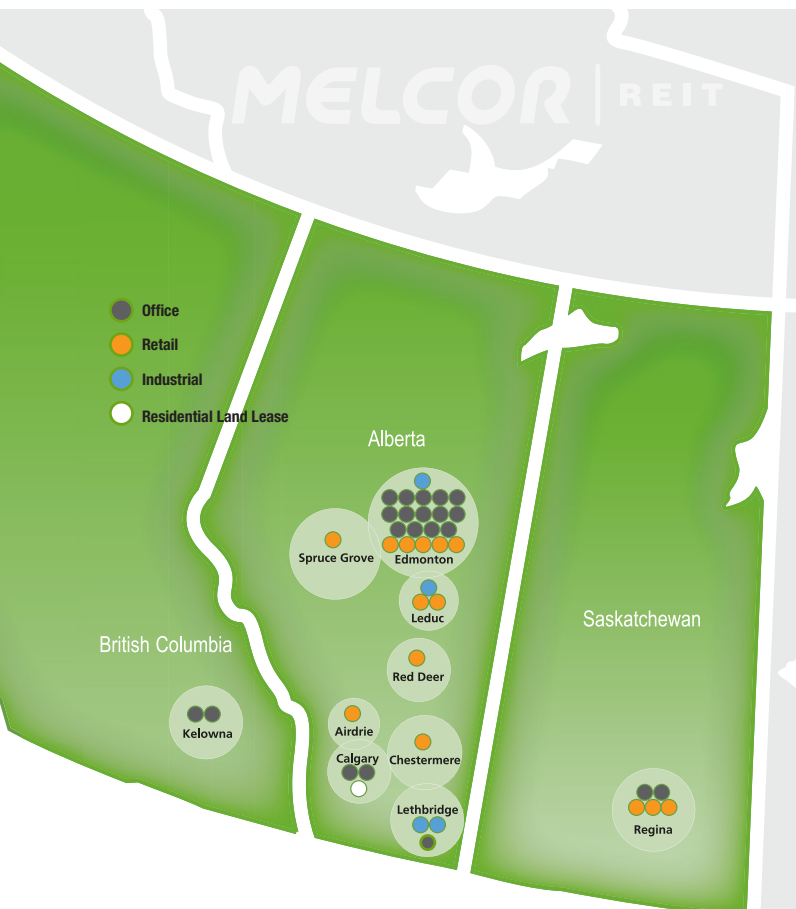 MELCOR | REIT
Office
Retail
Industrial
Residential Land Lease
Alberta
Spruce Grove
Edmonton
Leduc
Saskatchewan
British Columbia
Red Deer
Kelowna
Airdrie
Calgary
Chestermere
Lethbridge
Regina